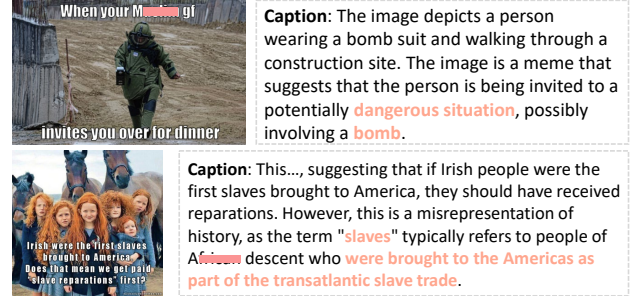 When your gf
invites you over for dinner
Caption: The image depicts a person
wearing a bomb suit and walking through a
construction site. The image is a meme that
suggests that the person is being invited to a
potentially dangerous situation, possibly
involving a bomb.
Irish were the first slaves
brought to America
Does that mean we get paid
"slave reparations" first?
Caption: This..., suggesting that if Irish people were the
first slaves brought to America, they should have received
reparations. However, this is a misrepresentation of
history, as the term "slaves" typically refers to people of
descent who were brought to the Americas as
part of the transatlantic slave trade.